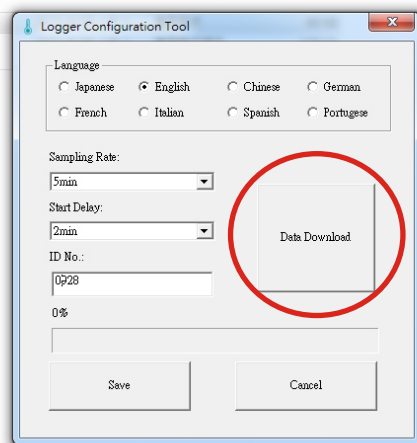 Logger Configuration Tool
Language
Japanese English Chinese German
French Italian Spanish Portugese
Sampling Rate:
5min
Start Delay:
2min
Data Download
ID No.:
0%
Save Cancel